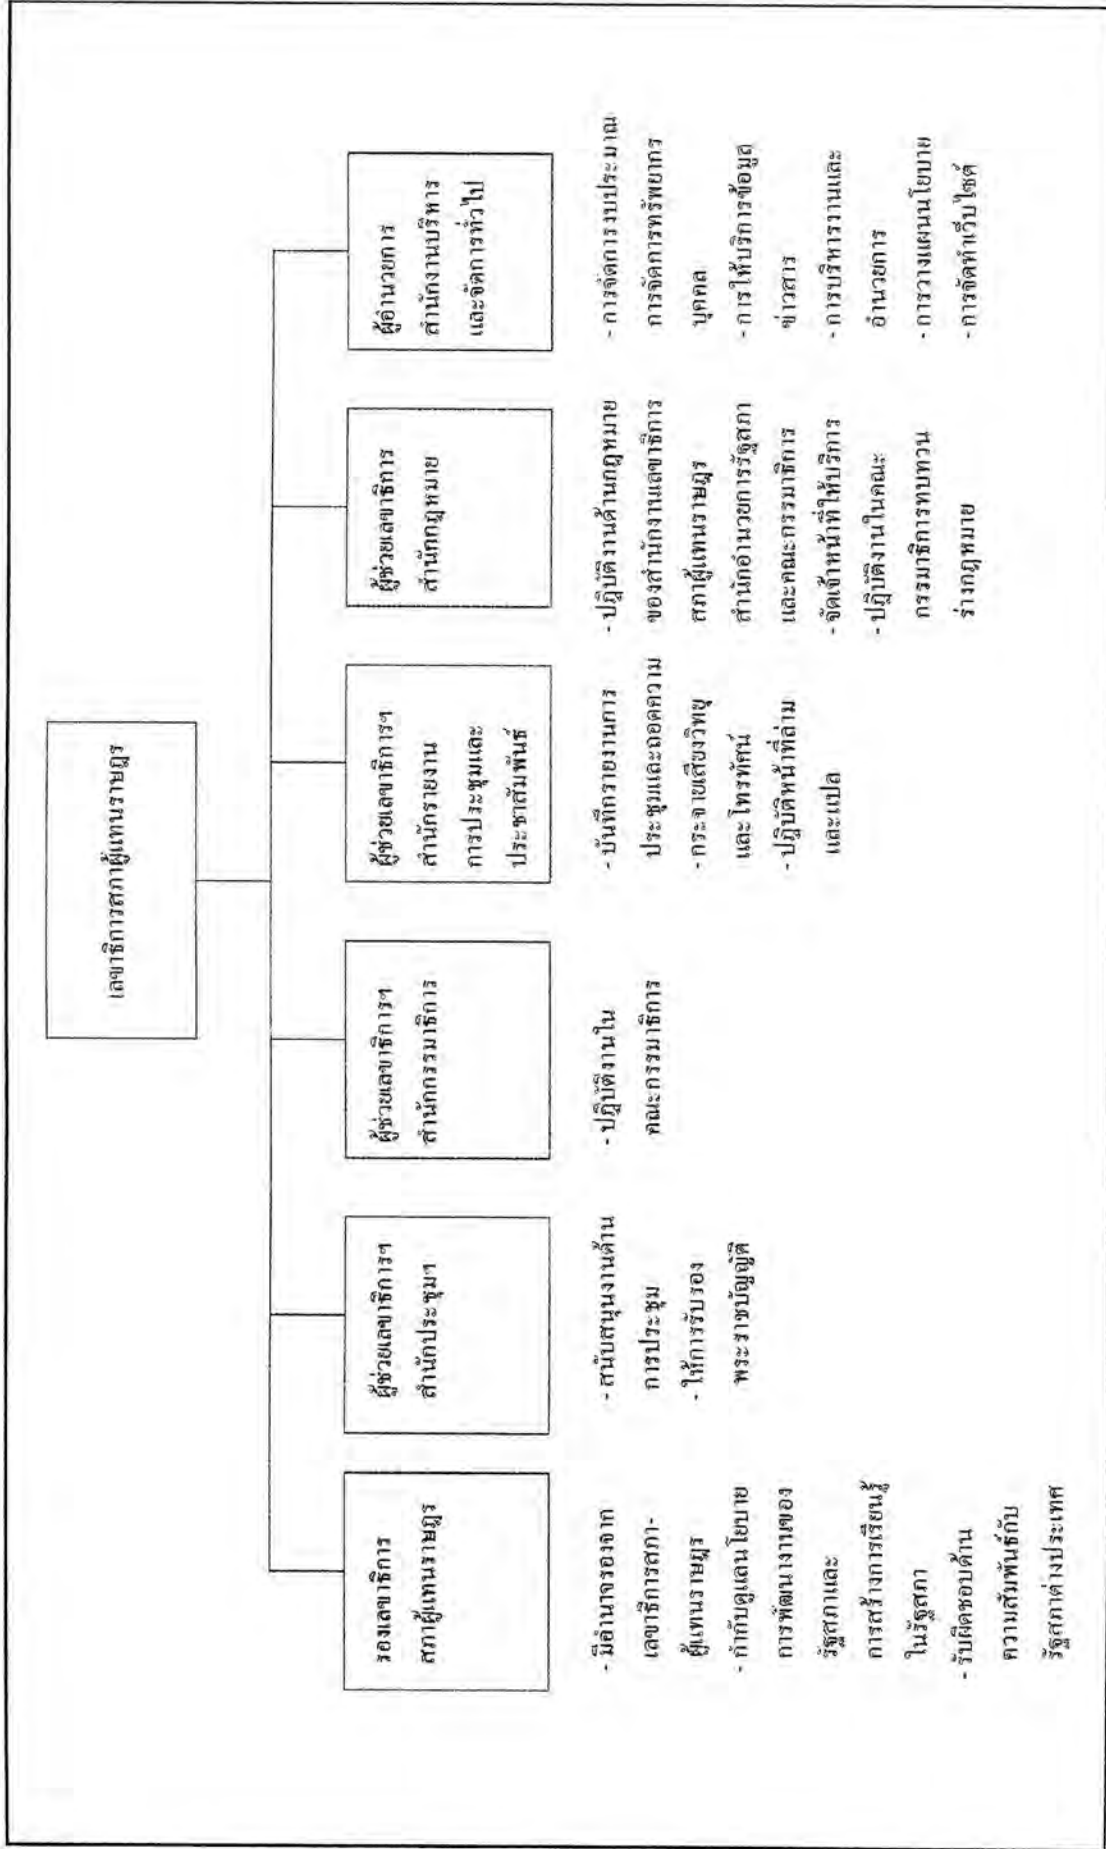 เลขาธิการสภาผู้แทนราษฎร
รองเลขาธิการ
สภาผู้แทนราษฎร
- มีอำนาจรองจาก
เลขาธิการสภา-
ผู้แทนราษฎร
- กำกับดูแลนโยบาย
การพัฒนางานของ
รัฐสภาและ
การสร้างการเรียนรู้
ในรัฐสภา
- รับผิดชอบด้าน
ความสัมพันธ์กับ
รัฐสภาต่างประเทศ
ผู้ช่วยเลขาธิการฯ
สำนักประชุมฯ
- สนับสนุนงานด้าน
การประชุม
- ให้การรับรอง
พระราชบัญญัติ
ผู้ช่วยเลขาธิการฯ
สำนักกรรมาธิการ
- ปฏิบัติงานใน
คณะกรรมาธิการ
ผู้ช่วยเลขาธิการฯ
สำนักรายงาน
การประชุมและ
ประชาสัมพันธ์
- บันทึกรายงานการ
ประชุมและถอดความ
- กระจายเสียงวิทยุ
และโทรทัศน์
- ปฏิบัติหน้าที่ล่าม
และแปล
ผู้ช่วยเลขาธิการ
สำนักกฎหมาย
- ปฏิบัติงานด้านกฎหมาย
ของสำนักงานเลขาธิการ
สภาผู้แทนราษฎร
สำนักอำนวยการรัฐสภา
และคณะกรรมาธิการ
- จัดเจ้าหน้าที่ให้บริการ
- ปฏิบัติงานในคณะ
กรรมาธิการทบทวน
ร่างกฎหมาย
ผู้อำนวยการ
สำนักงานบริหาร
และจัดการทั่วไป
- การจัดการงบประมาณ
การจัดการทรัพยากร
บุคคล
- การให้บริการข้อมูล
ข่าวสาร
- การบริหารงานและ
อำนวยการ
- การวางแผนนโยบาย
- การจัดทำเว็บไซต์